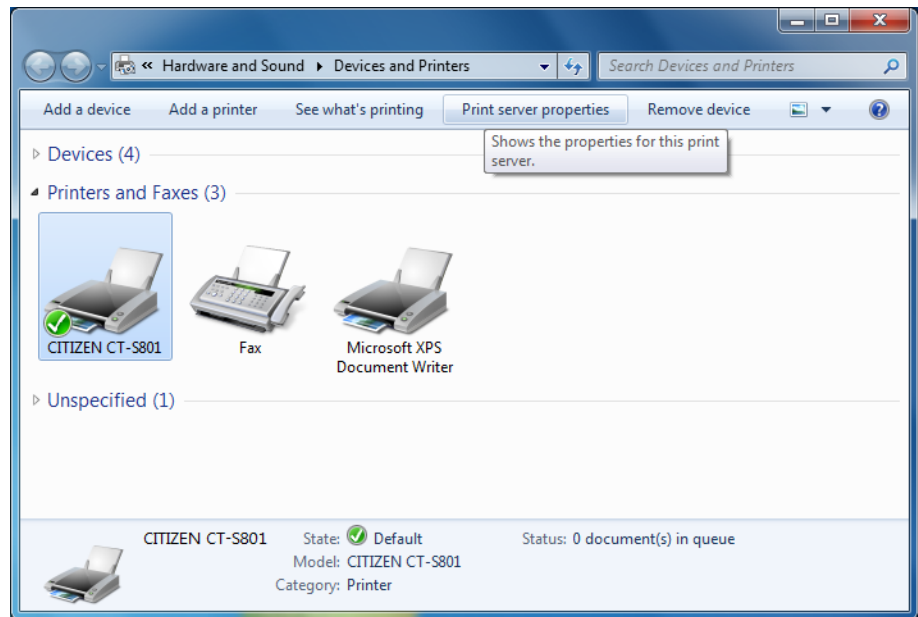 « Hardware and Sound ▸ Devices and Printers
Search Devices and Printers
Add a device Add a printer See what's printing Print server properties Remove device
Shows the properties for this print
server.
Devices (4)
Printers and Faxes (3)
CITIZEN CT-S801
Fax
Microsoft XPS
Document Writer
Unspecified (1)
CITIZEN CT-S801 State: Default Status: 0 document(s) in queue
Model: CITIZEN CT-S801
Category: Printer